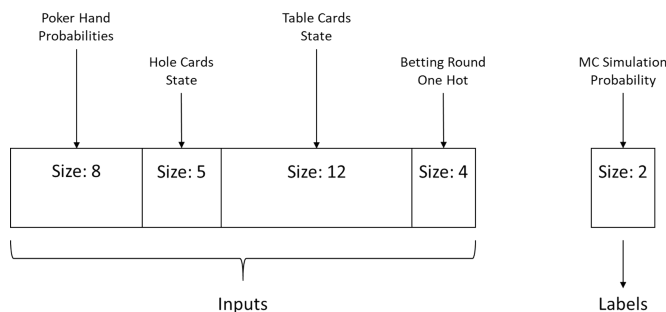 Poker Hand
Probabilities
Hole Cards
State
Table Cards
State
Betting Round
One Hot
MC Simulation
Probability
Size: 8
Size: 5
Size: 12
Size: 4
Size: 2
Inputs
Labels